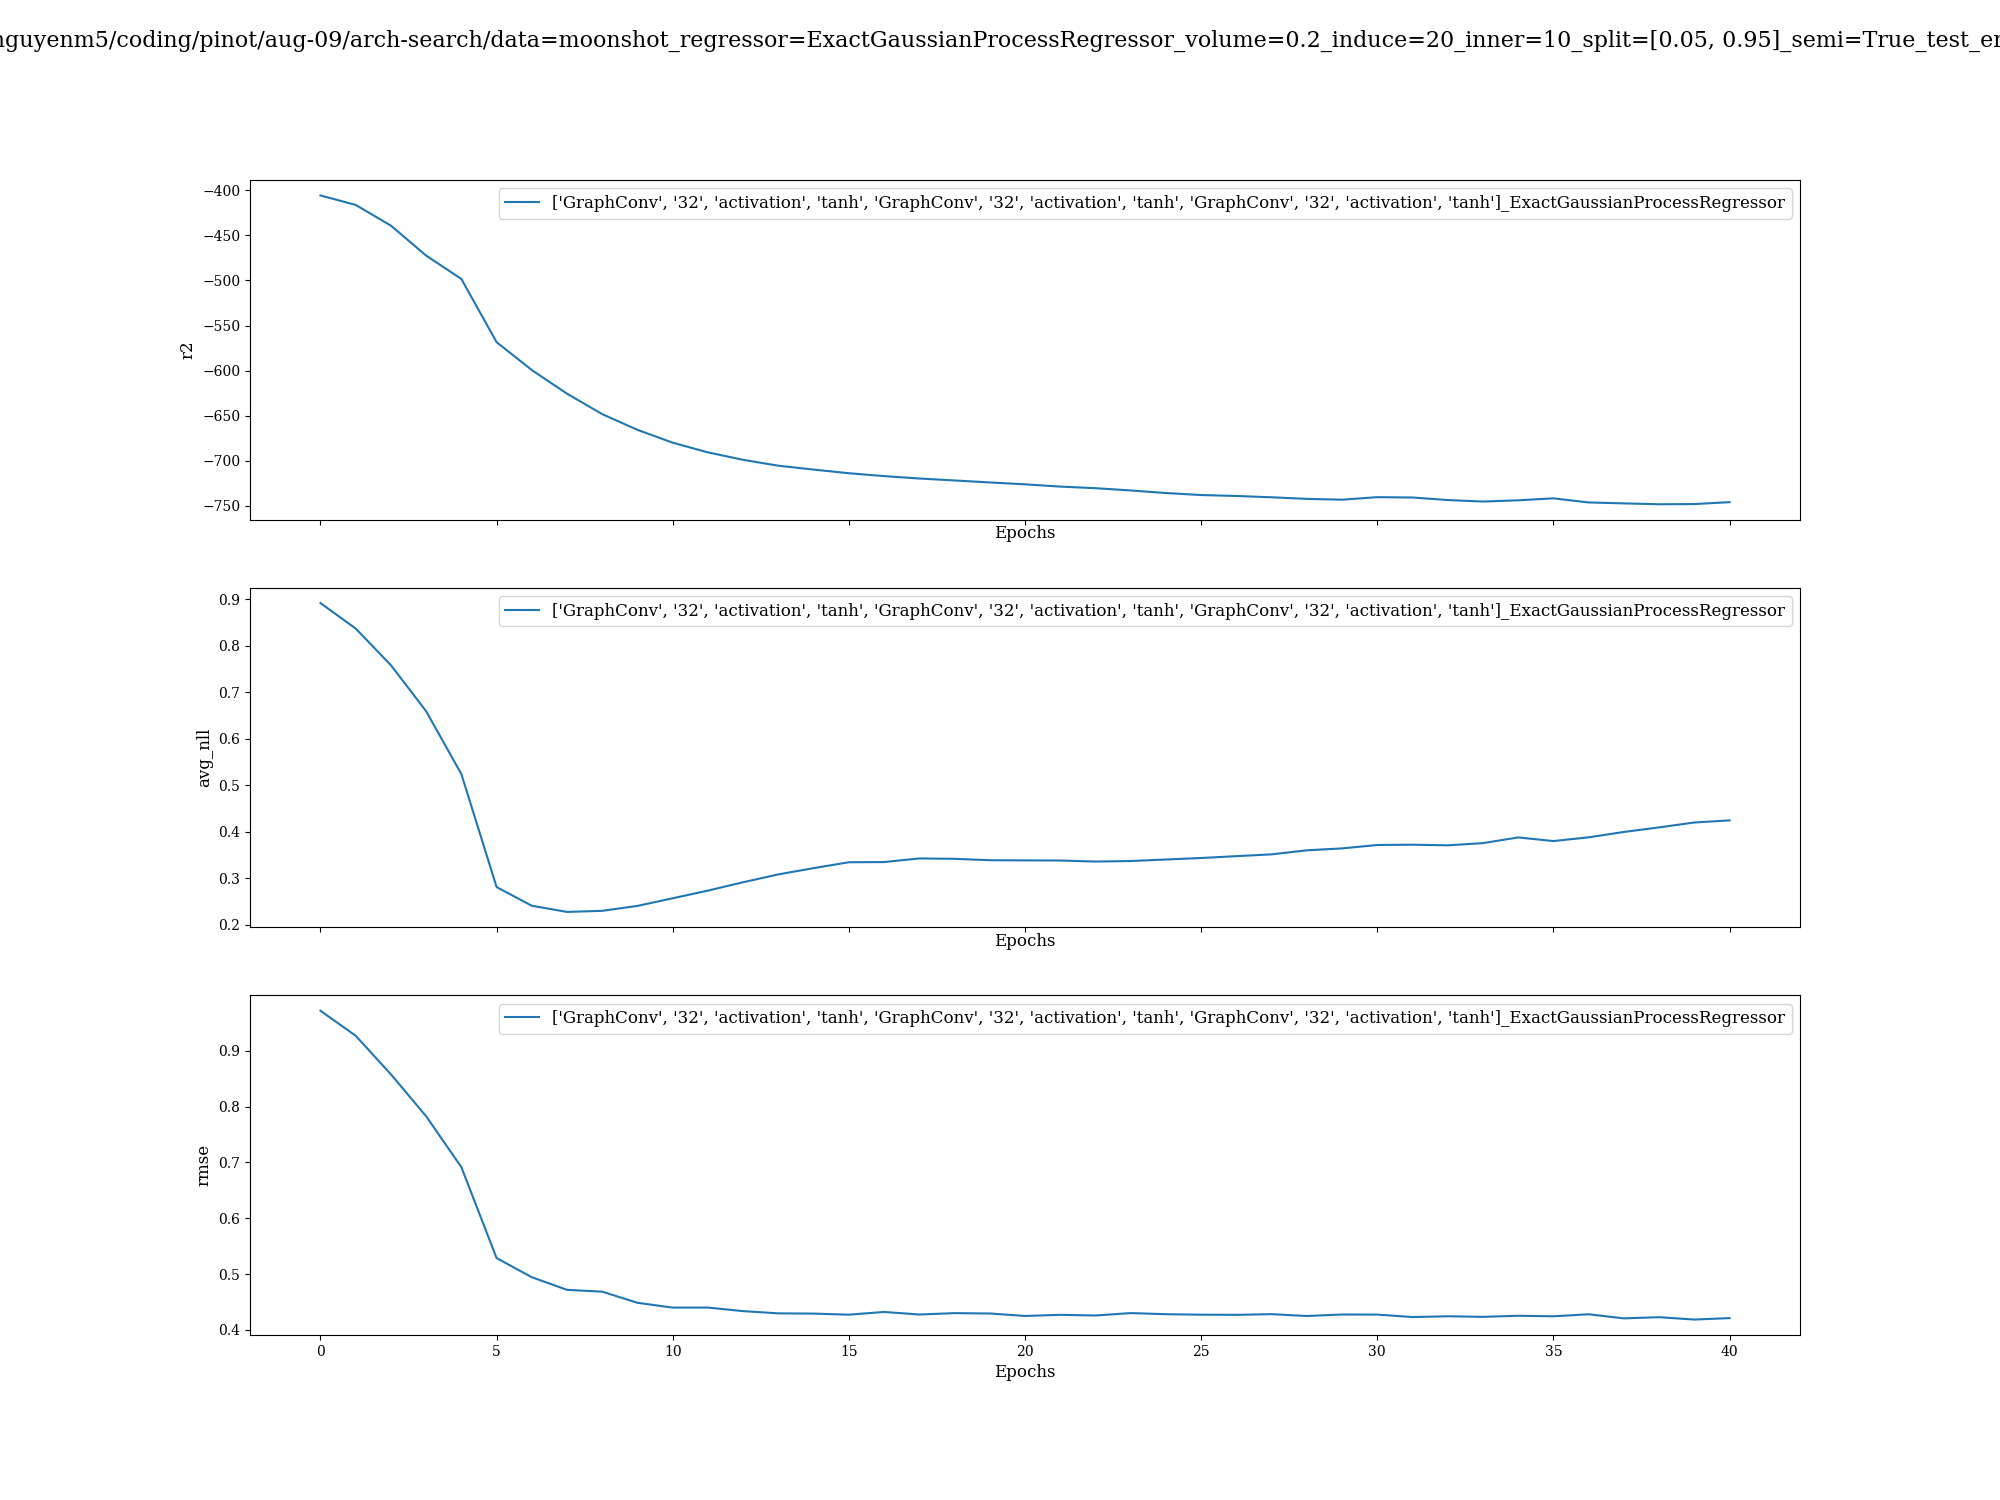 nguyenm5/coding/pinot/aug-09/arch-search/data=moonshot_regressor=ExactGaussianProcessRegressor_volume=0.2_induce=20_inner=10_split=[0.05, 0.95]_semi=True_test_er
['GraphConv', '32', 'activation', 'tanh', 'GraphConv', '32', 'activation', 'tanh', 'GraphConv', '32', 'activation', 'tanh']_ExactGaussianProcessRegressor
−400
−450
−500
−550
−600
−650
−700
−750
r2
Epochs
['GraphConv', '32', 'activation', 'tanh', 'GraphConv', '32', 'activation', 'tanh', 'GraphConv', '32', 'activation', 'tanh']_ExactGaussianProcessRegressor
0.9
0.8
0.7
0.6
0.5
0.4
0.3
0.2
avg_nll
Epochs
['GraphConv', '32', 'activation', 'tanh', 'GraphConv', '32', 'activation', 'tanh', 'GraphConv', '32', 'activation', 'tanh']_ExactGaussianProcessRegressor
0.9
0.8
0.7
0.6
0.5
0.4
rmse
0 5 10 15 20 25 30 35 40
Epochs